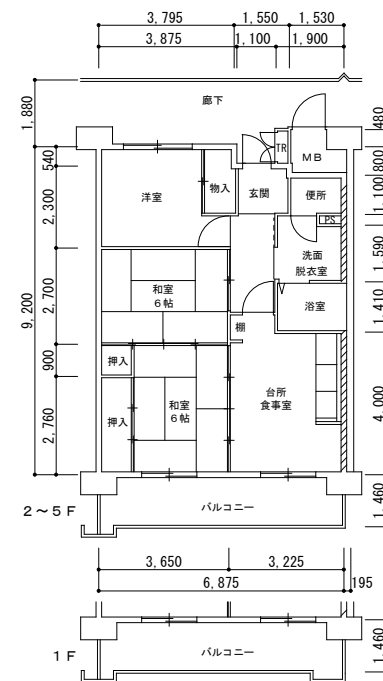 3,795 1,550 1,530
3,875 1,100 1,900
1,880
廊下
480
540
TR
MB
800
洋室
物入
玄関
便所
1,100
2,300
PS
洗面
脱衣室
1,590
9,200
2,700
和室
6帖
浴室
1,410
棚
900
押入
台所
食事室
4,000
2,760
押入
和室
6帖
2～5F
バルコニー
1,460
3,650 3,225
6,875 195
1F
バルコニー
1,460